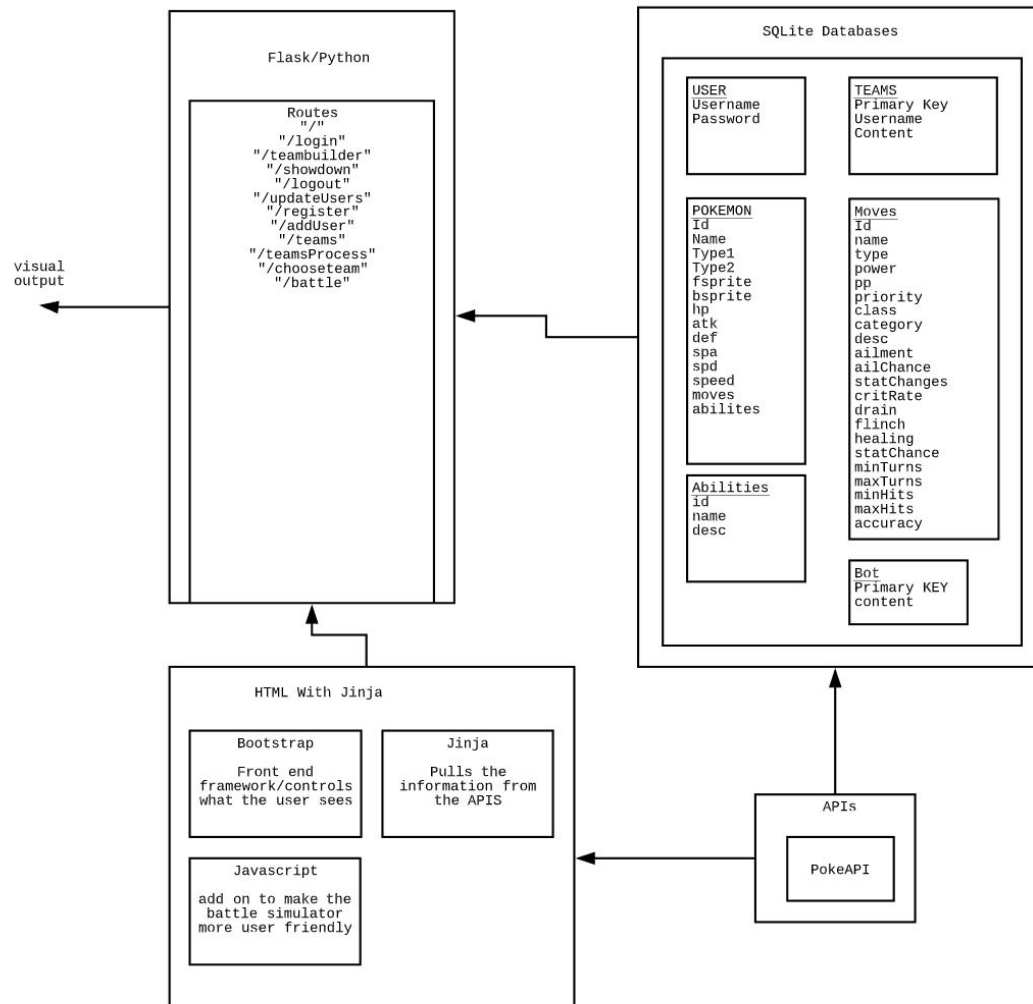 Flask/Python
Routes
"/"
"/login"
"/teambuilder"
"/showdown"
"/logout"
"/updateUsers"
"/register"
"/addUser"
"/teams"
"/teamsProcess"
"/chooseteam"
"/battle"
visual
output
SQLite Databases
USER
Username
Password
TEAMS
Primary Key
Username
Content
POKEMON
Id
Name
Type1
Type2
fsprite
bsprite
hp
atk
def
spa
spd
speed
moves
abilites
Moves
Id
name
type
power
pp
priority
class
category
desc
ailment
ailChance
statChanges
critRate
drain
flinch
healing
statChance
minTurns
maxTurns
minHits
maxHits
accuracy
Abilities
id
name
desc
Bot
Primary KEY
content
HTML With Jinja
Bootstrap
Front end
framework/controls
what the user sees
Jinja
Pulls the
information from
the APIS
Javascript
add on to make the
battle simulator
more user friendly
APIs
PokeAPI